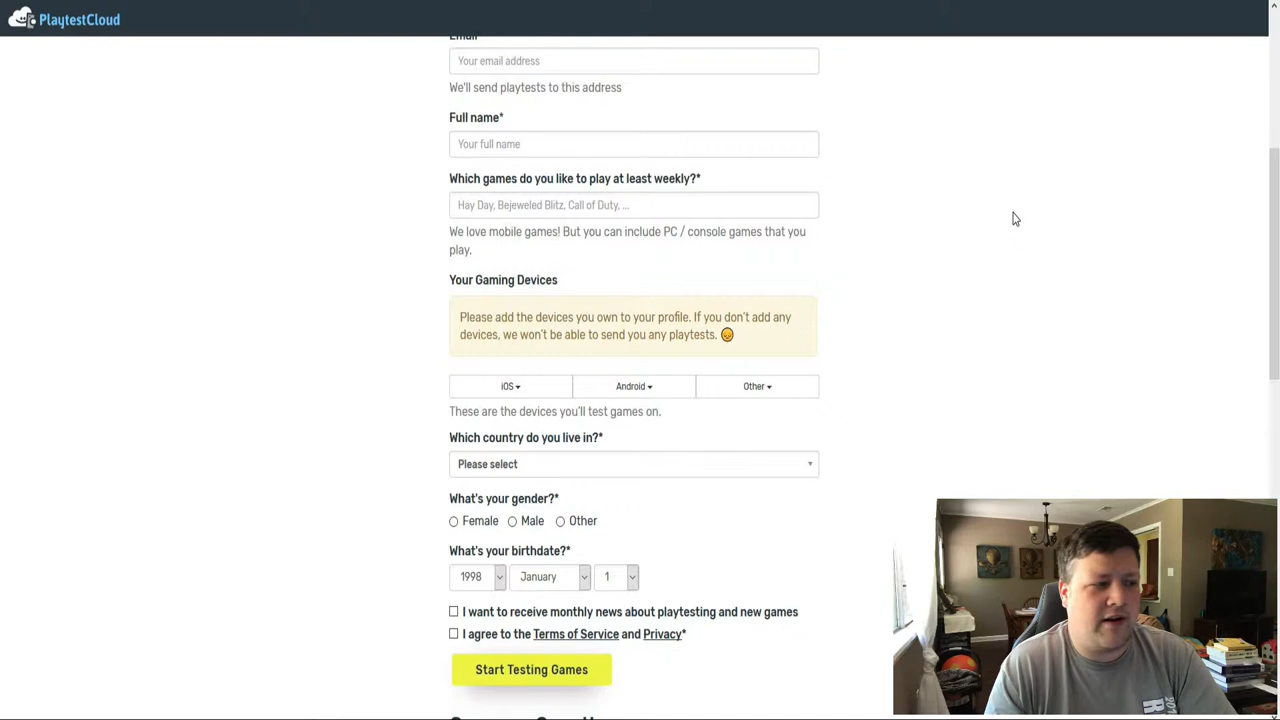 PlaytestCloud
Email
Your email address
We'll send playtests to this address
Full name*
Your full name
Which games do you like to play at least weekly?*
Hay Day, Bejeweled Blitz, Call of Duty, ...
We love mobile games! But you can include PC / console games that you
play.
Your Gaming Devices
Please add the devices you own to your profile. If you don't add any
devices, we won't be able to send you any playtests.
iOS Android Other
These are the devices you'll test games on.
Which country do you live in?*
Please select
What's your gender?*
Female Male Other
What's your birthdate?*
1998 January 1
I want to receive monthly news about playtesting and new games
I agree to the Terms of Service and Privacy*
Start Testing Games